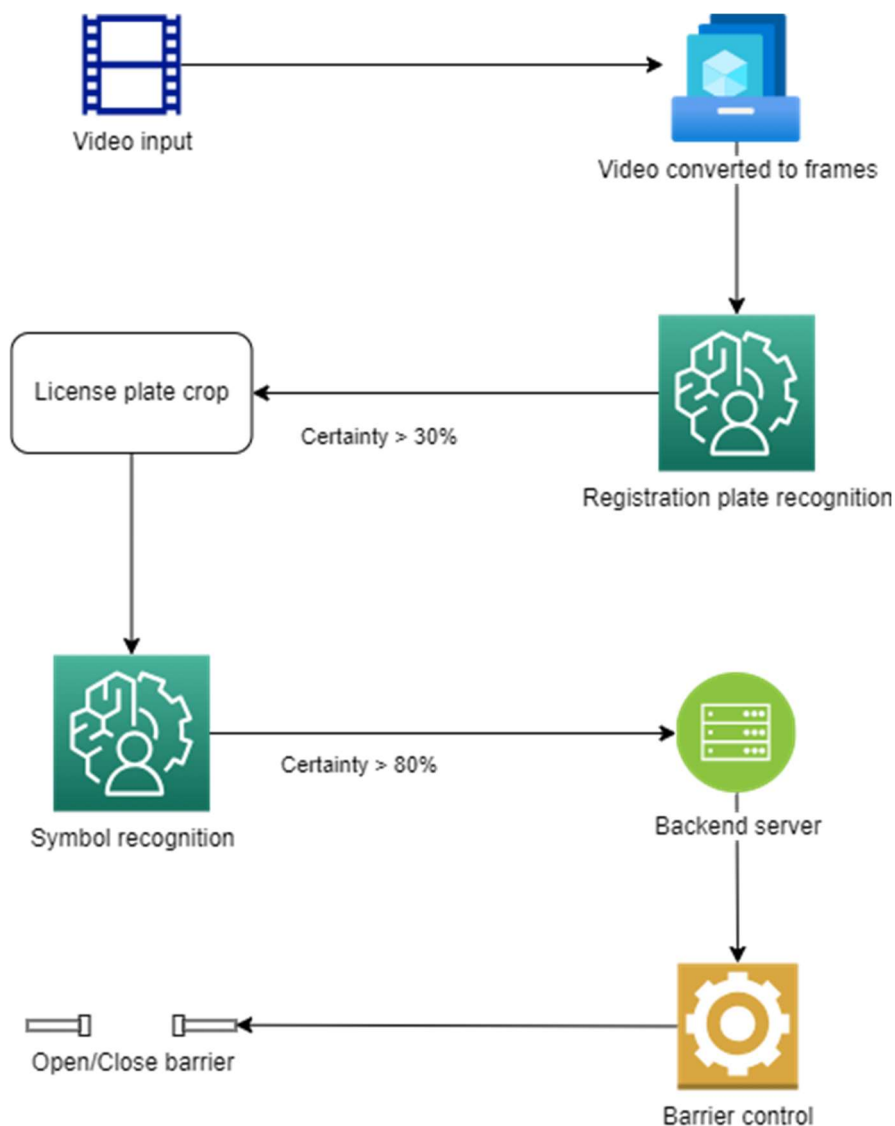 Video input
Video converted to frames
License plate crop
Certainty > 30%
Registration plate recognition
Certainty > 80%
Symbol recognition
Backend server
Open/Close barrier
Barrier control